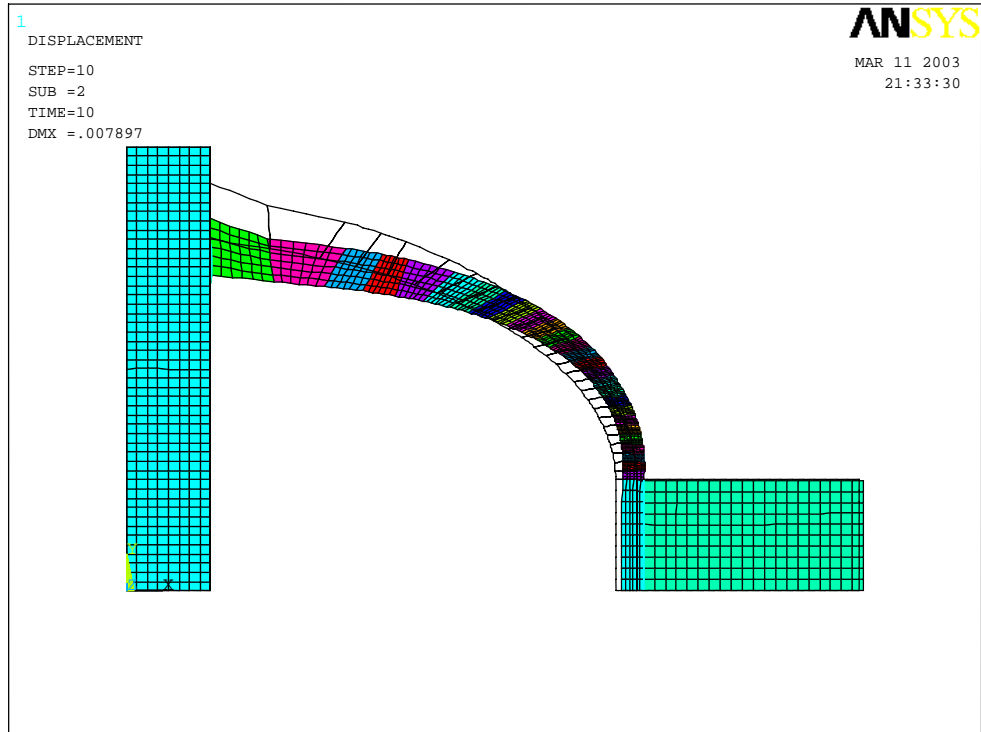 1
ANSYS
DISPLACEMENT
MAR 11 2003
STEP=10
21:33:30
SUB =2
TIME=10
DMX =.007897
X